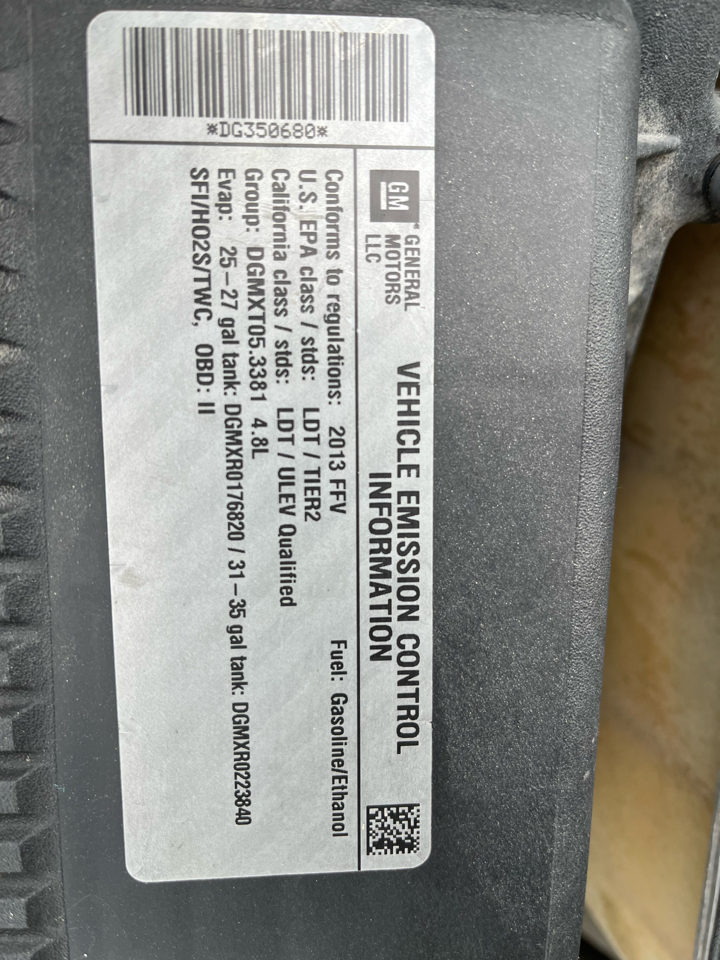 *DG350680*
GM
GENERAL
MOTORS
LLC
VEHICLE EMISSION CONTROL
INFORMATION
Conforms to regulations: 2013 FFV Fuel: Gasoline/Ethanol
U.S. EPA class / stds: LDT / TIER2
California class / stds: LDT / ULEV Qualified
Group: DGMXT05.3381 4.8L
Evap: 25-27 gal tank: DGMXR0176820 / 31-35 gal tank: DGMXR0223840
SFI/HO2S/TWC, OBD: II